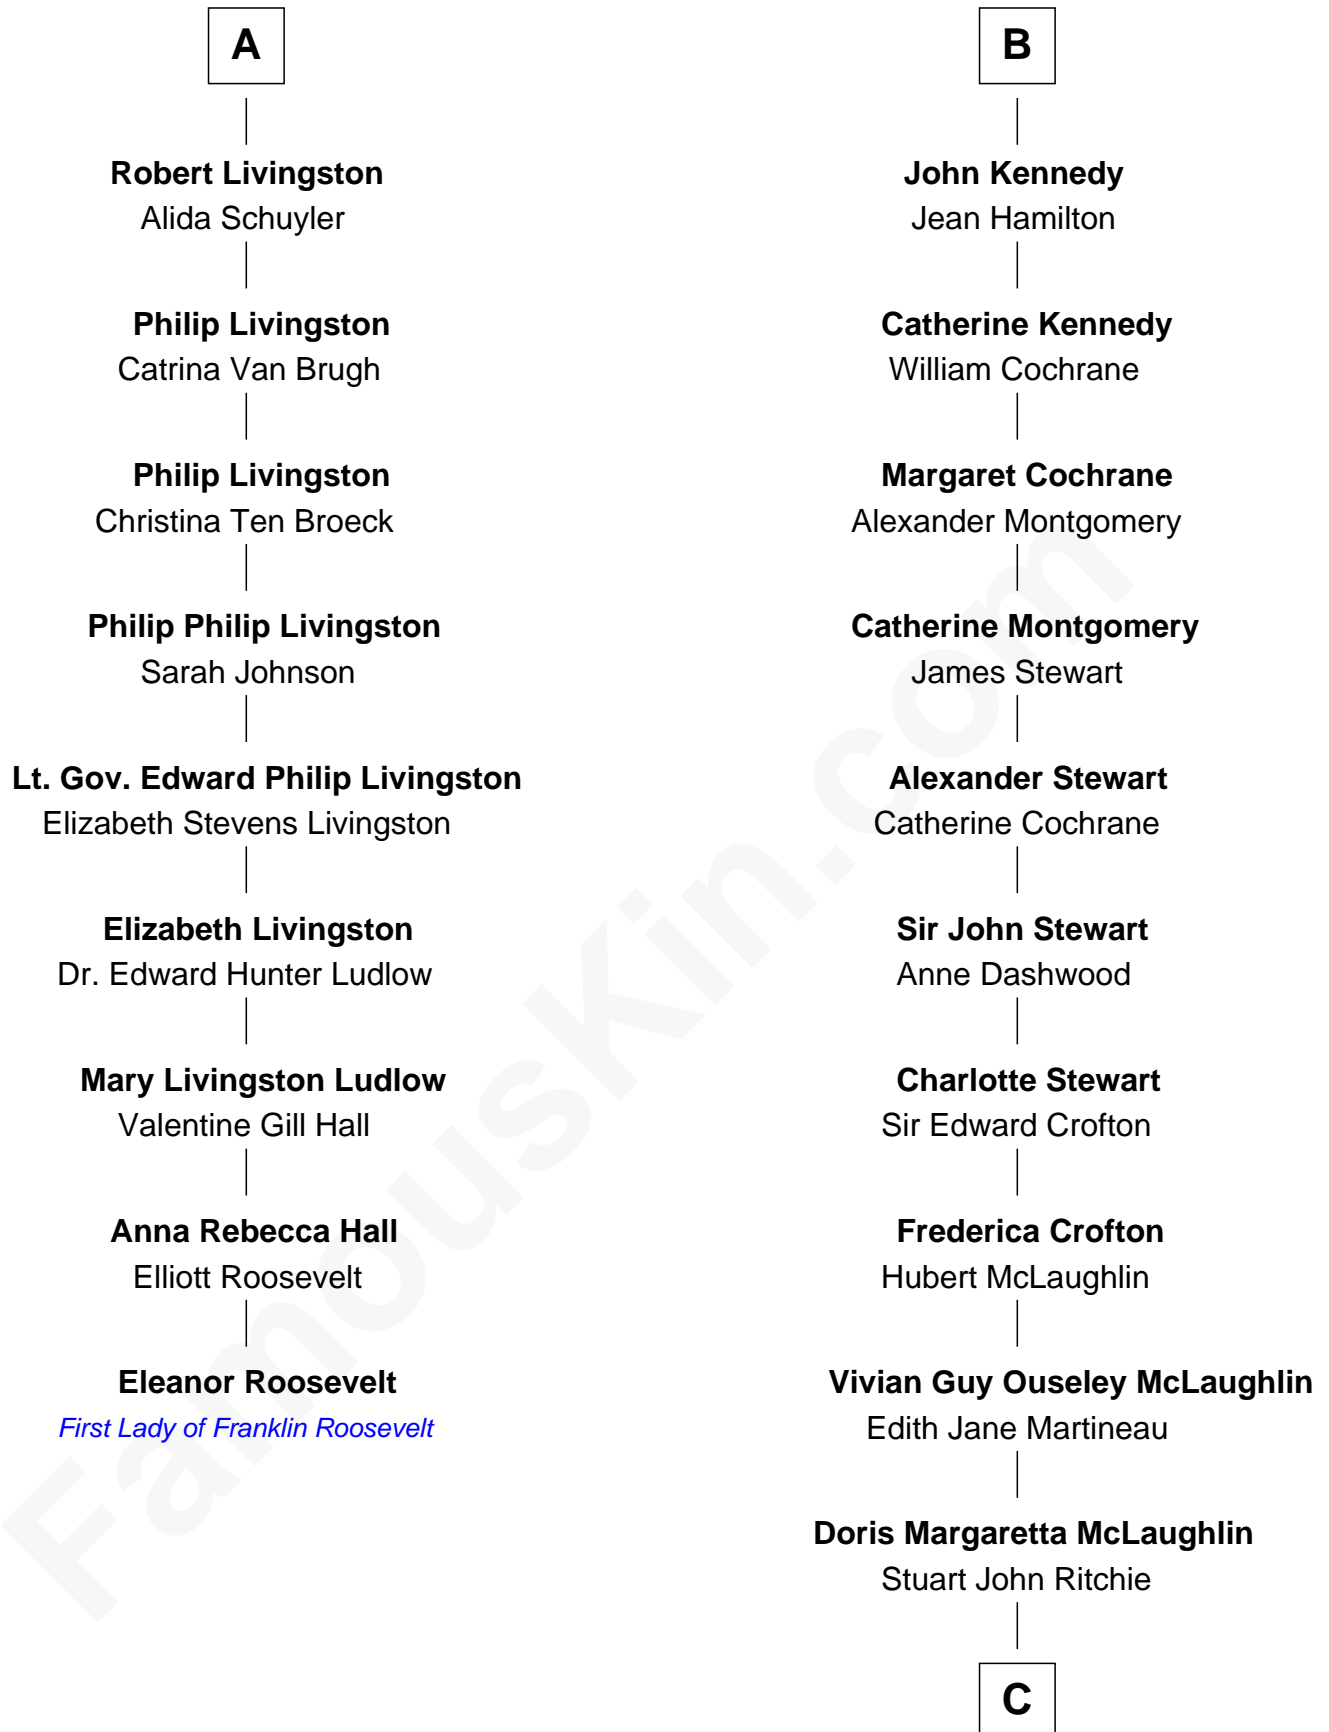 A
Robert Livingston
Alida Schuyler
Philip Livingston
Catrina Van Brugh
Philip Livingston
Christina Ten Broeck
Philip Philip Livingston
Sarah Johnson
Lt. Gov. Edward Philip Livingston
Elizabeth Stevens Livingston
Elizabeth Livingston
Dr. Edward Hunter Ludlow
Mary Livingston Ludlow
Valentine Gill Hall
Anna Rebecca Hall
Elliott Roosevelt
Eleanor Roosevelt
First Lady of Franklin Roosevelt
B
John Kennedy
Jean Hamilton
Catherine Kennedy
William Cochrane
Margaret Cochrane
Alexander Montgomery
Catherine Montgomery
James Stewart
Alexander Stewart
Catherine Cochrane
Sir John Stewart
Anne Dashwood
Charlotte Stewart
Sir Edward Crofton
Frederica Crofton
Hubert McLaughlin
Vivian Guy Ouseley McLaughlin
Edith Jane Martineau
Doris Margaretta McLaughlin
Stuart John Ritchie
C
FamousKin.com